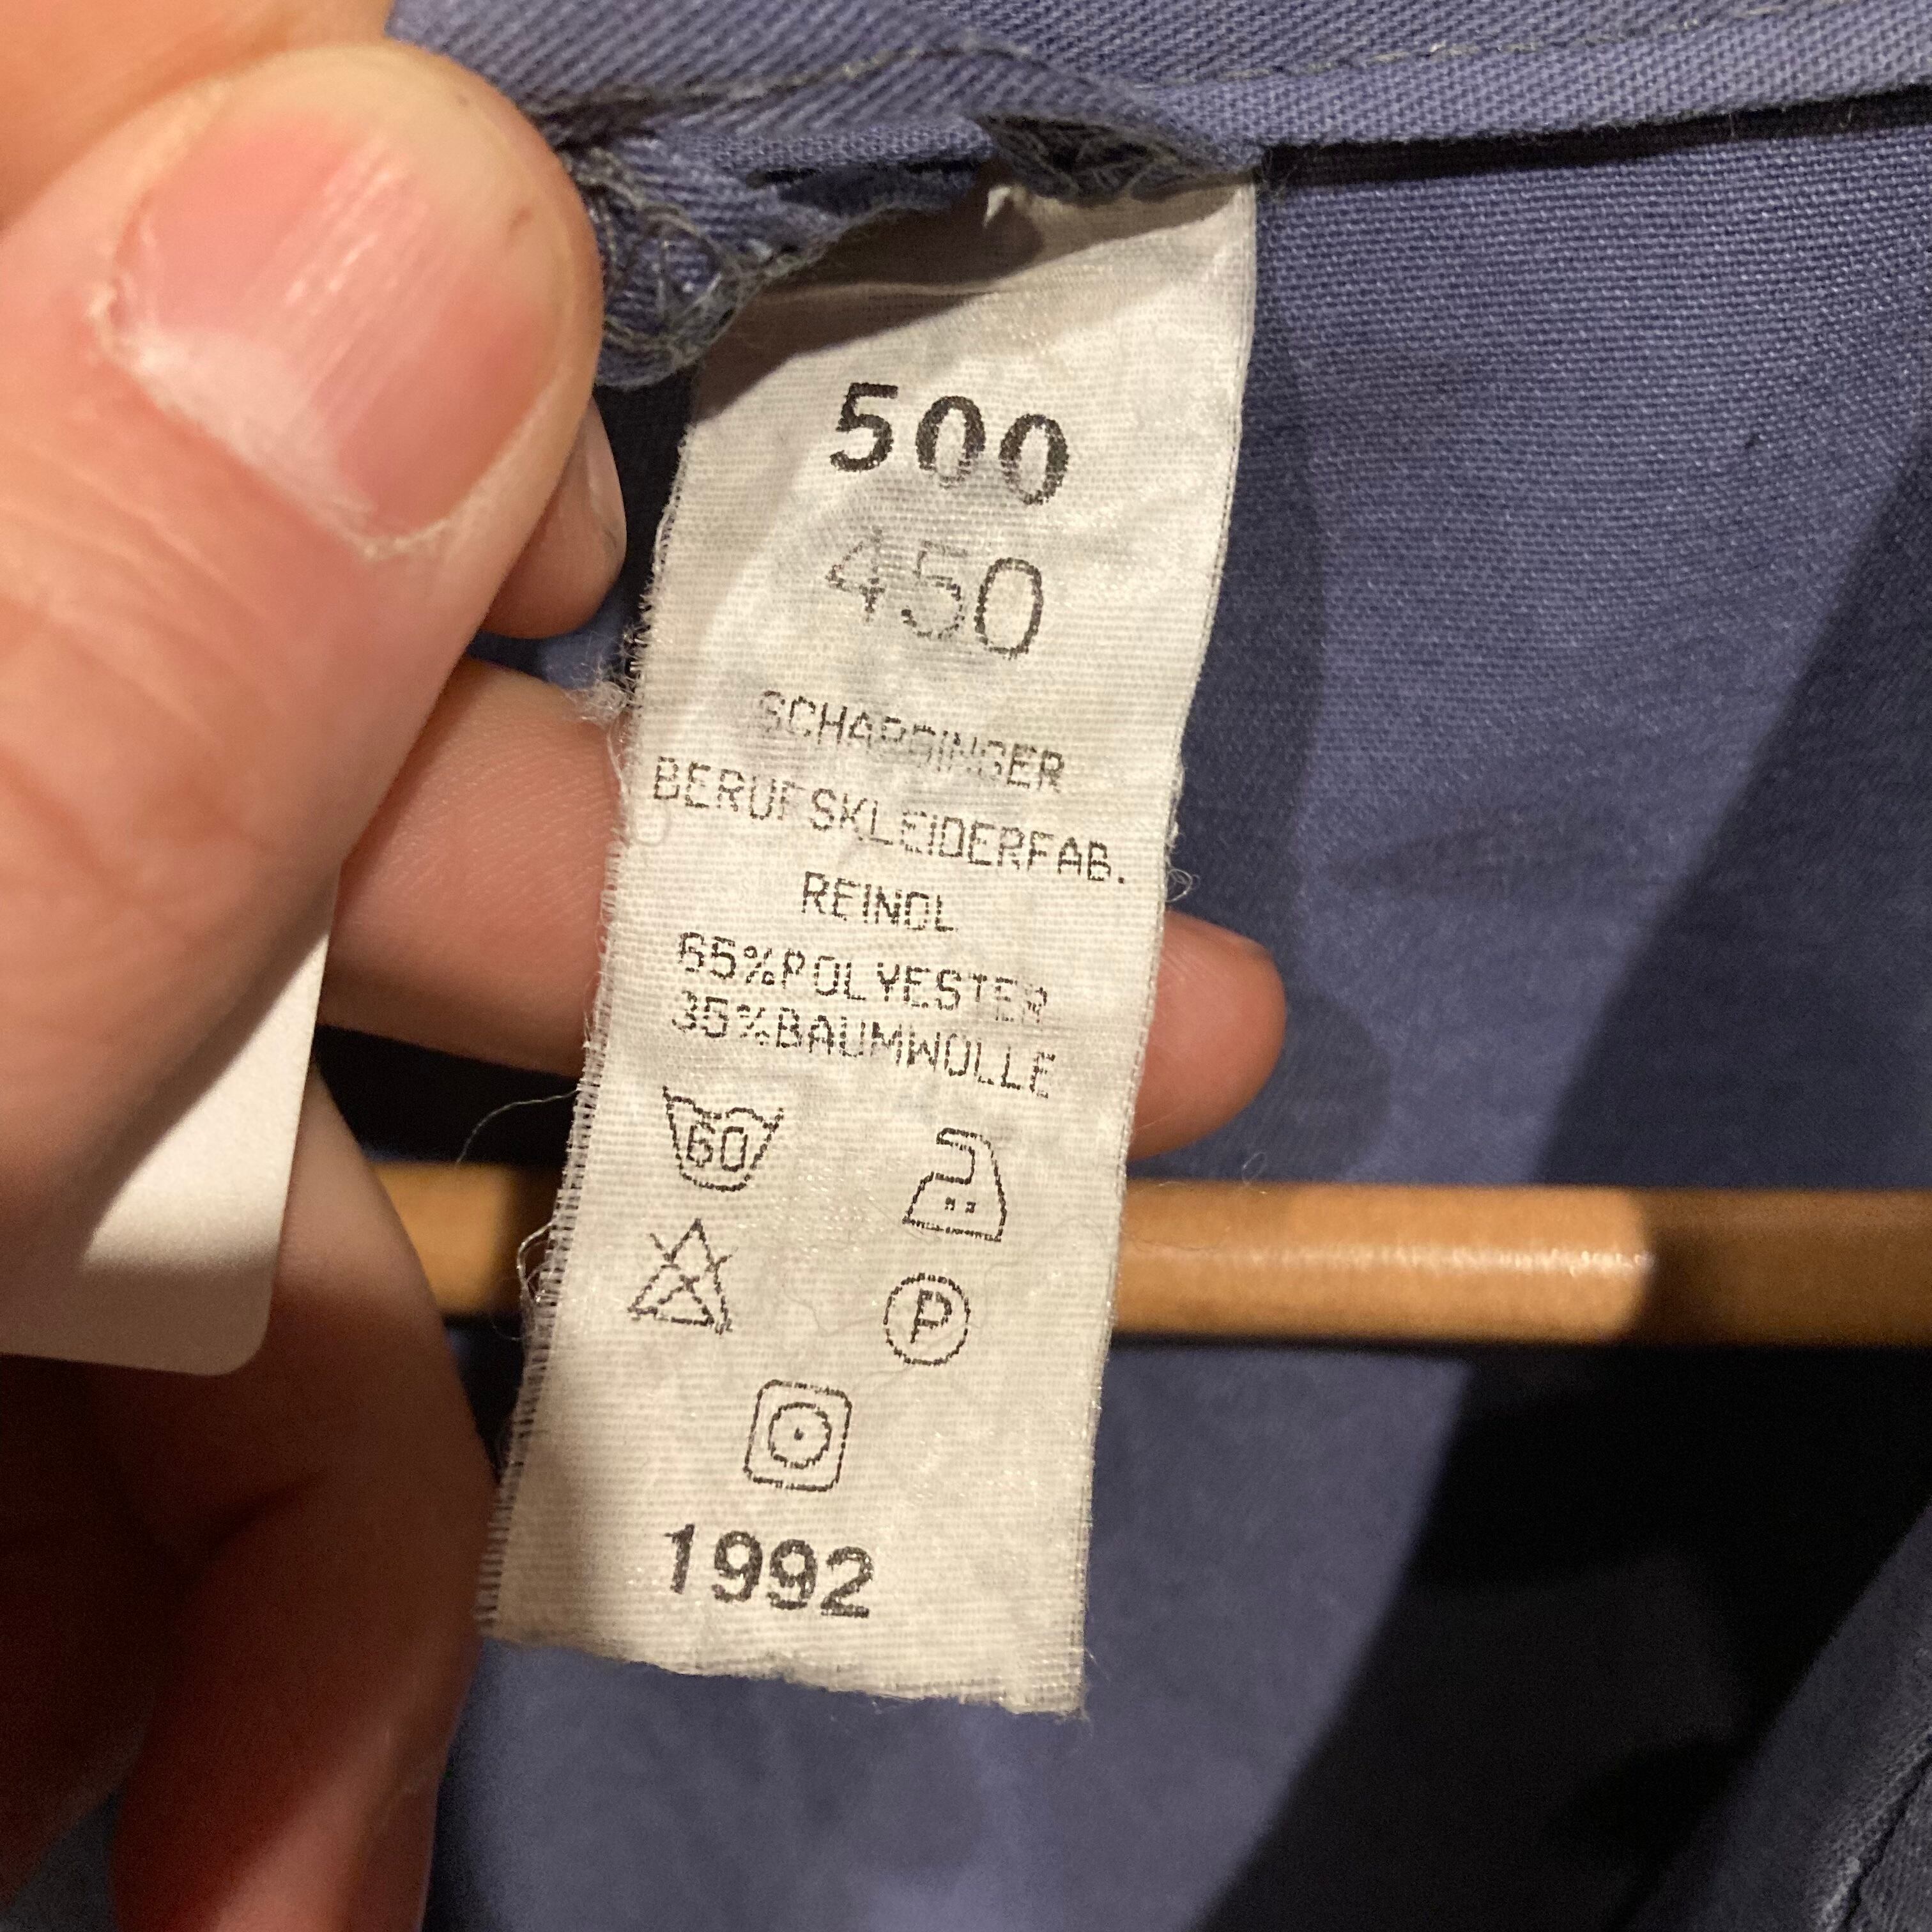 500
450
SCHARDINGER
BERUFSKLEIDERFAB.
REINDL
65%POLYESTER
35%BAUMWOLLE
60
P
1992